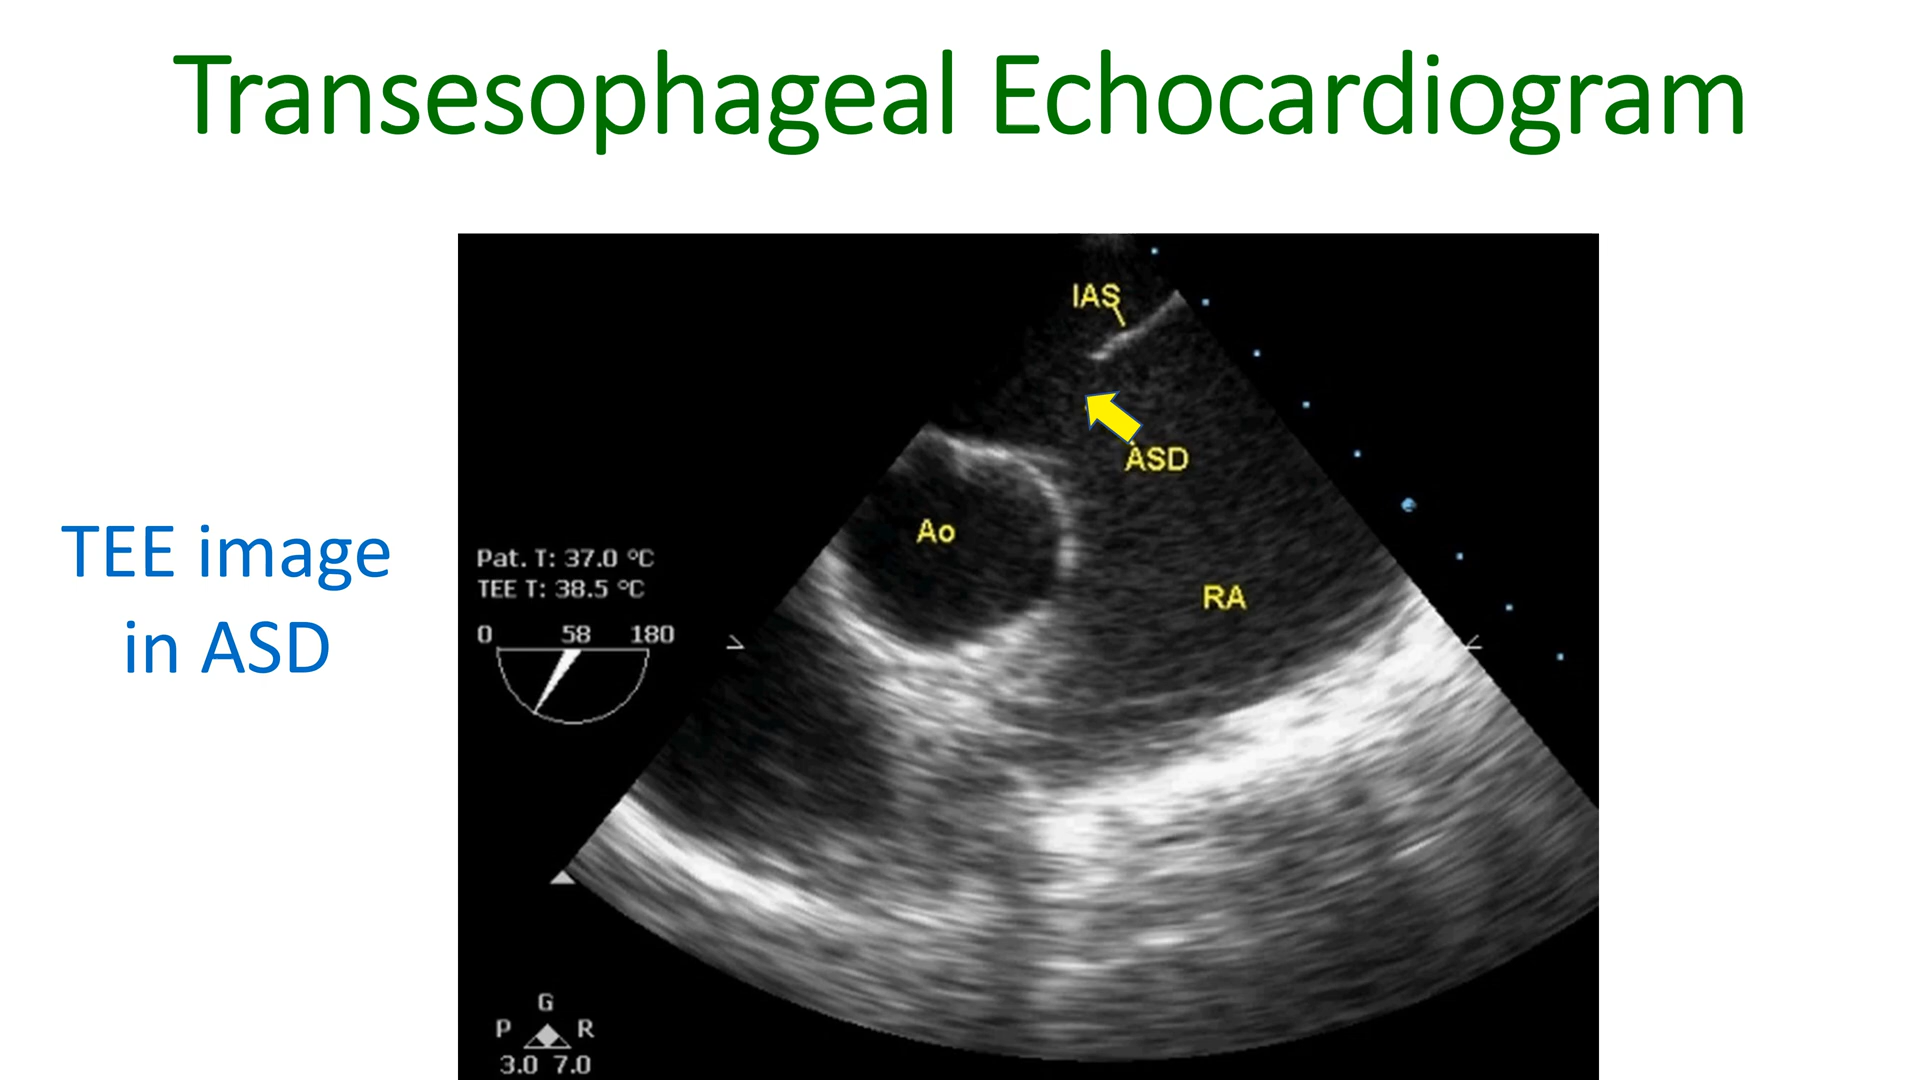 Transesophageal Echocardiogram
TEE image
in ASD
IAS
ASD
Ao
RA
Pat. T: 37.0 °C
TEE T: 38.5 °C
0 58 180
G
P R
3.0 7.0